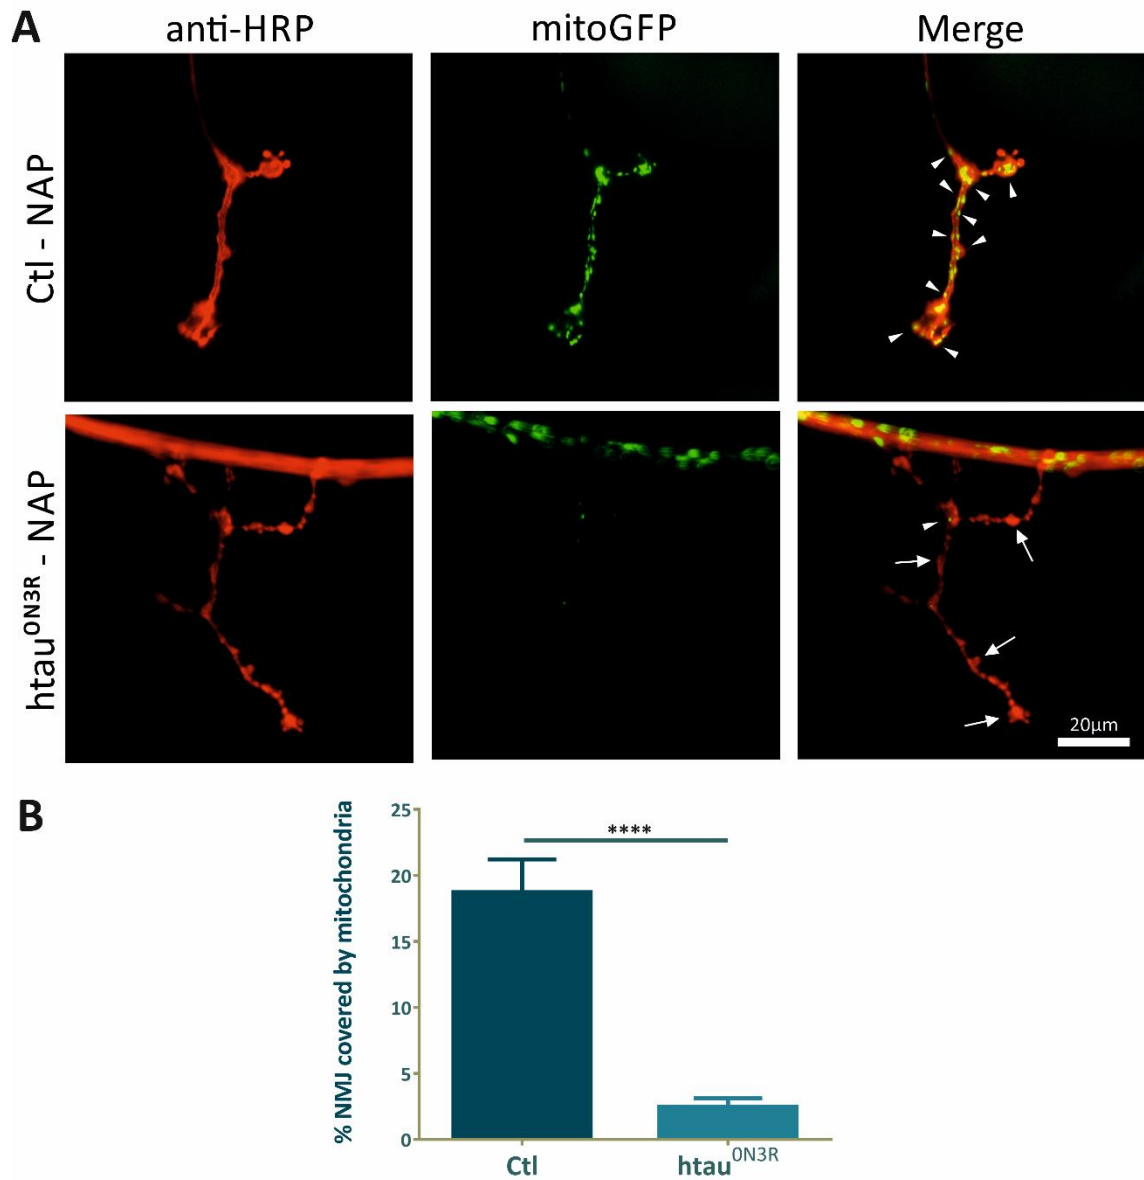 A
anti-HRP
mitoGFP
Merge
Ctl - NAP
htau0N3R - NAP
20µm
B
% NMJ covered by mitochondria
25
20
15
10
5
0
****
Ctl
htau0N3R